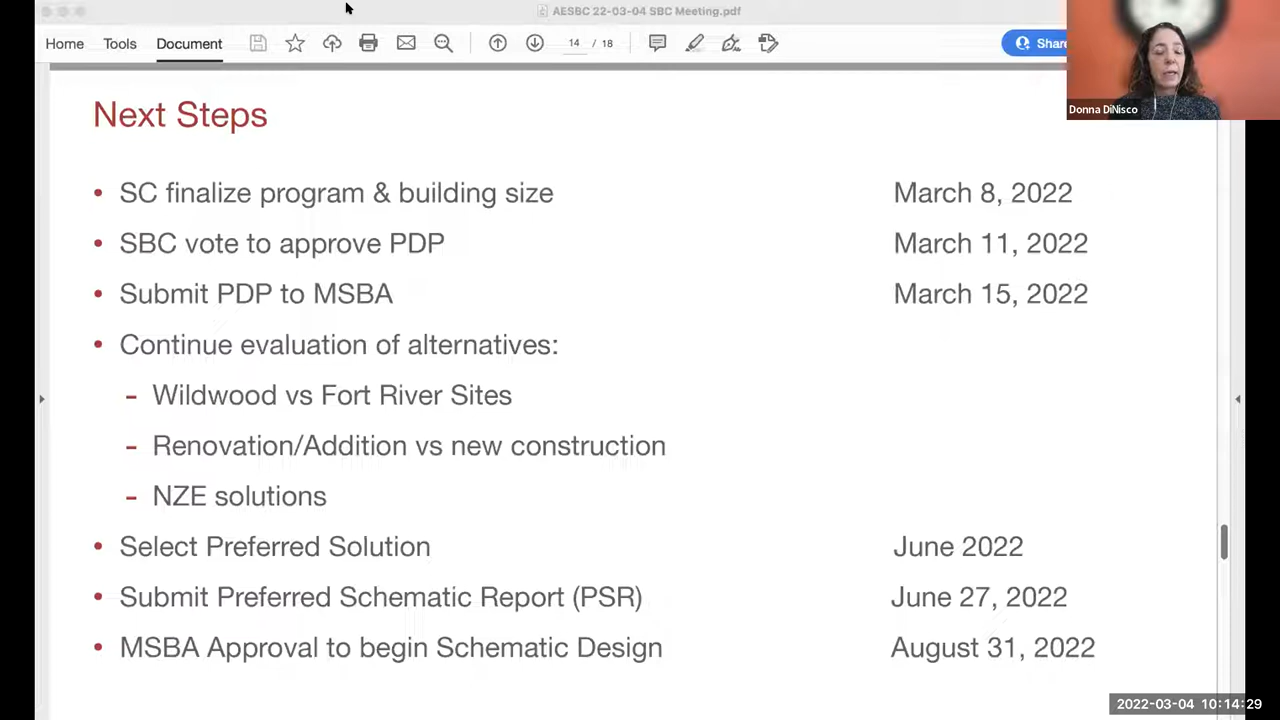 AESBC 22-03-04 SBC Meeting.pdf
Home Tools Document 14 / 18 Share
Donna DiNisco
Next Steps
• SC finalize program & building size March 8, 2022
• SBC vote to approve PDP March 11, 2022
• Submit PDP to MSBA March 15, 2022
• Continue evaluation of alternatives:
- Wildwood vs Fort River Sites
- Renovation/Addition vs new construction
- NZE solutions
• Select Preferred Solution June 2022
• Submit Preferred Schematic Report (PSR) June 27, 2022
• MSBA Approval to begin Schematic Design August 31, 2022
2022-03-04 10:14:29